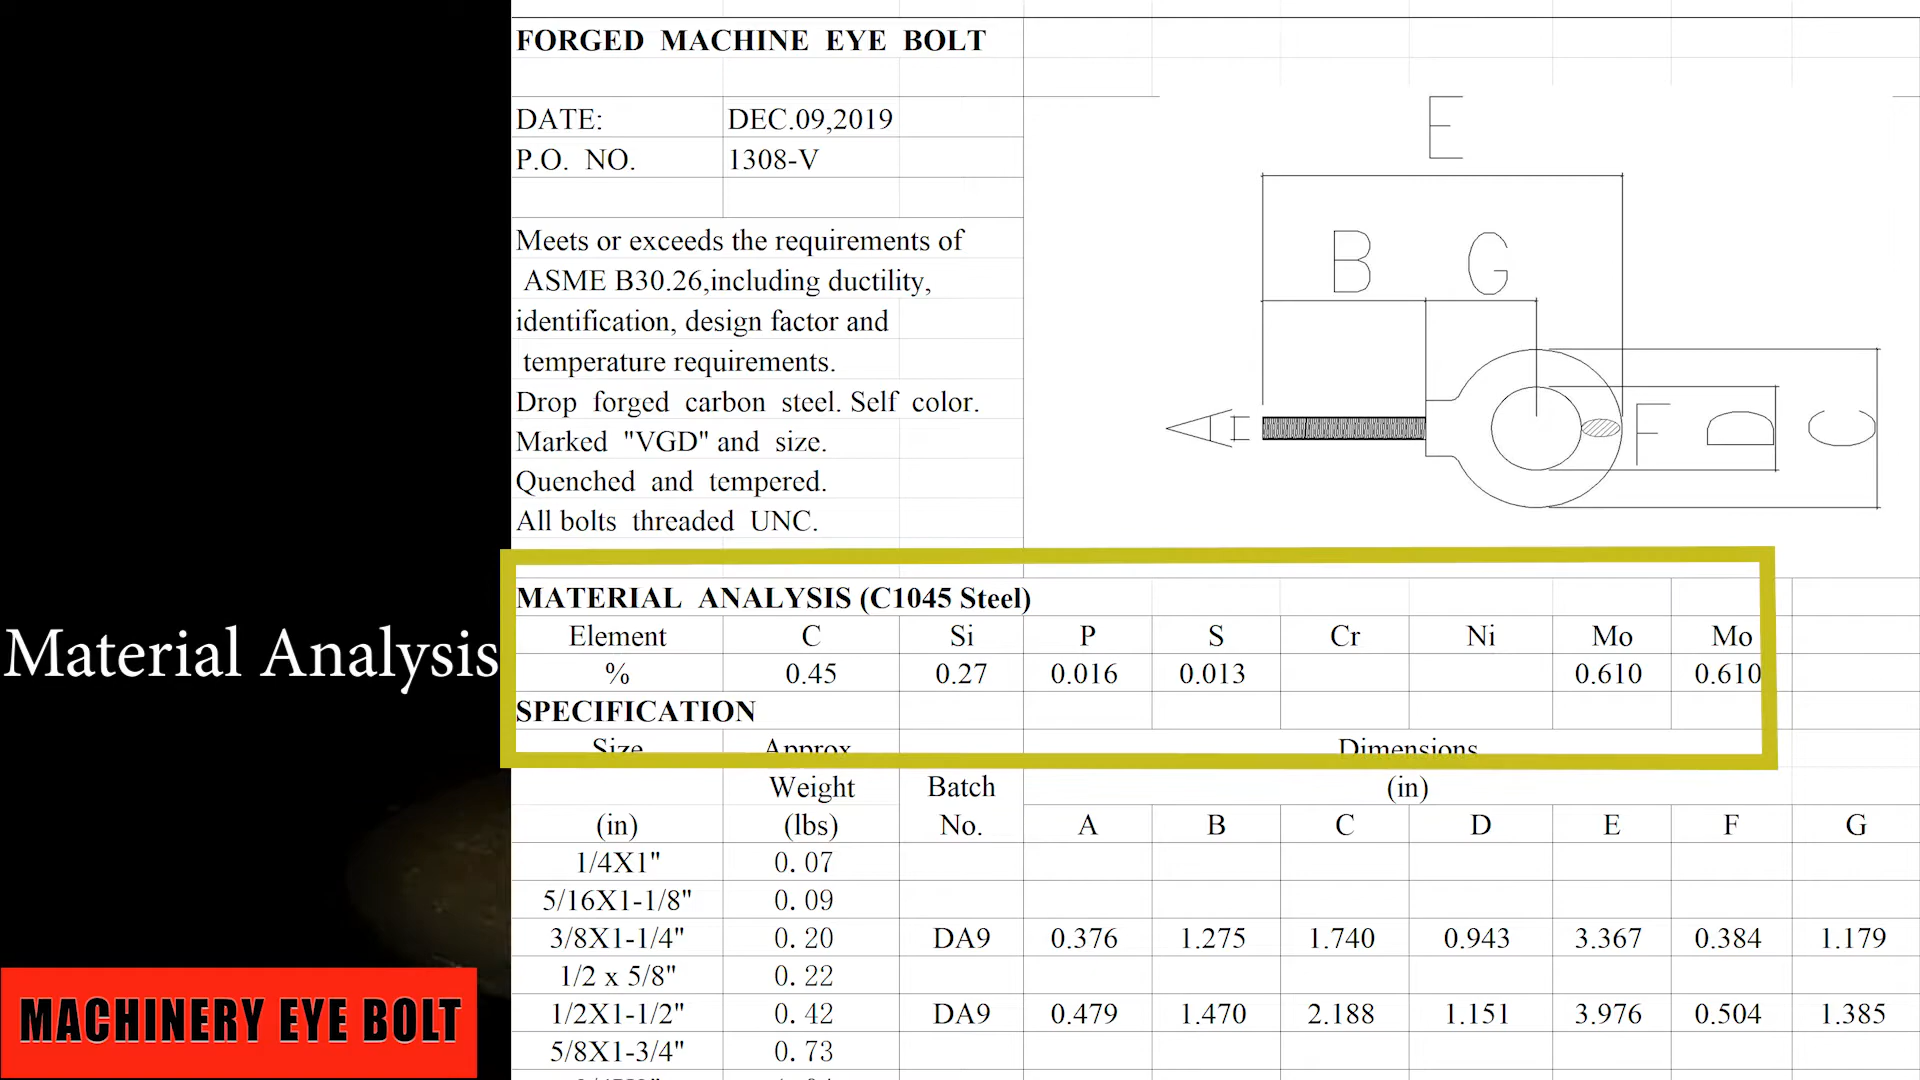 FORGED MACHINE EYE BOLT
DATE: DEC.09,2019
P.O. NO. 1308-V
Meets or exceeds the requirements of
ASME B30.26,including ductility,
identification, design factor and
temperature requirements.
Drop forged carbon steel. Self color.
Marked "VGD" and size.
Quenched and tempered.
All bolts threaded UNC.
E
B G
F D C
Material Analysis
MATERIAL ANALYSIS (C1045 Steel)
Element C Si P S Cr Ni Mo Mo
% 0.45 0.27 0.016 0.013 0.610 0.610
SPECIFICATION
Size Approx Dimensions
Weight Batch (in)
(in) (lbs) No. A B C D E F G
1/4X1" 0.07
5/16X1-1/8" 0.09
3/8X1-1/4" 0.20 DA9 0.376 1.275 1.740 0.943 3.367 0.384 1.179
1/2 x 5/8" 0.22
1/2X1-1/2" 0.42 DA9 0.479 1.470 2.188 1.151 3.976 0.504 1.385
5/8X1-3/4" 0.73
MACHINERY EYE BOLT